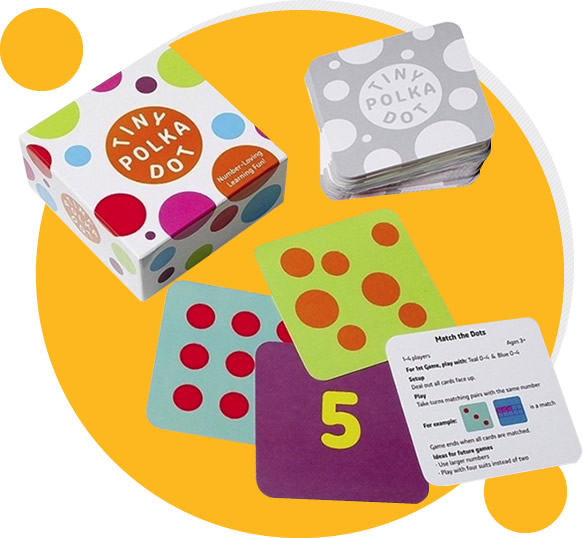 TINY
POLKA
DOT
Number-Loving
Learning Fun!
TINY
POLKA
DOT
TINY
POLKA
DOT
5
Match the Dots
1-4 players Ages 3+
For 1st Game, play with: Teal 0-4 & Blue 0-4
Setup
Deal out all cards face up.
Play
Take turns matching pairs with the same number
For example: is a match
Game ends when all cards are matched.
Ideas for future games
- Use larger numbers
- Play with four suits instead of two